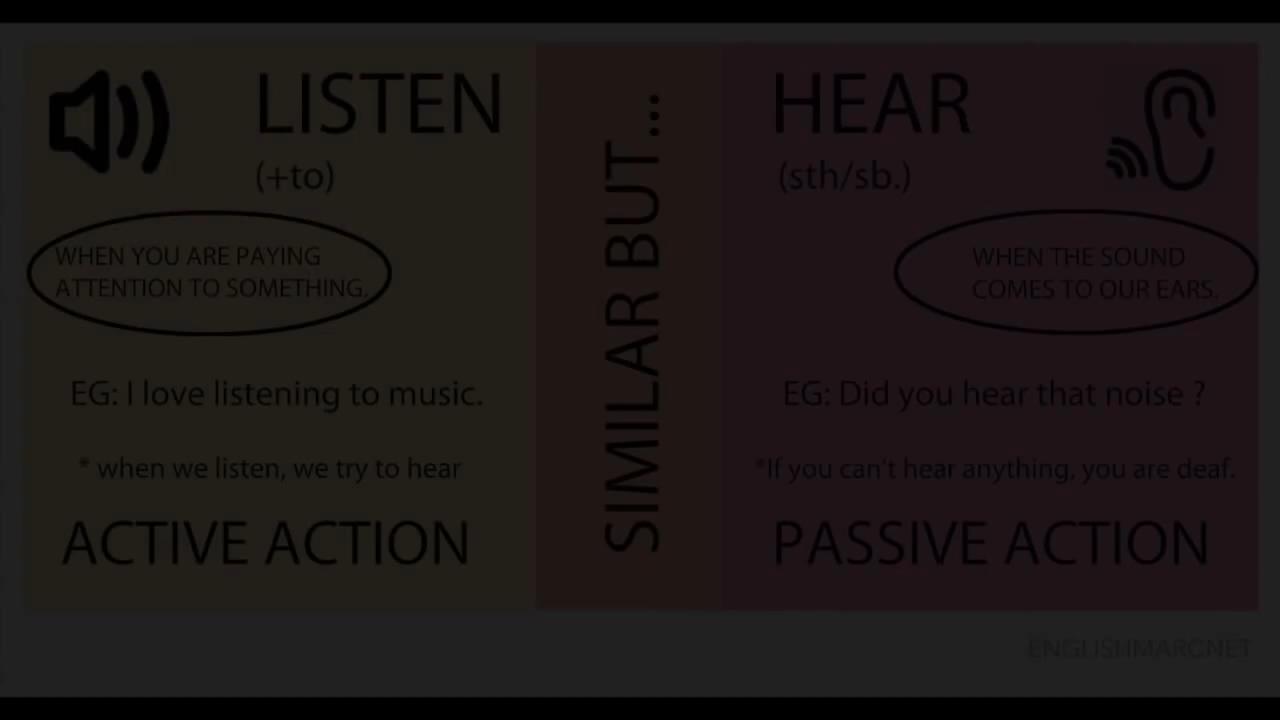 LISTEN
(+to)
WHEN YOU ARE PAYING
ATTENTION TO SOMETHING.
EG: I love listening to music.
* when we listen, we try to hear
ACTIVE ACTION
SIMILAR BUT...
HEAR
(sth/sb.)
WHEN THE SOUND
COMES TO OUR EARS.
EG: Did you hear that noise ?
*If you can't hear anything, you are deaf.
PASSIVE ACTION
ENGLISHMARCNET